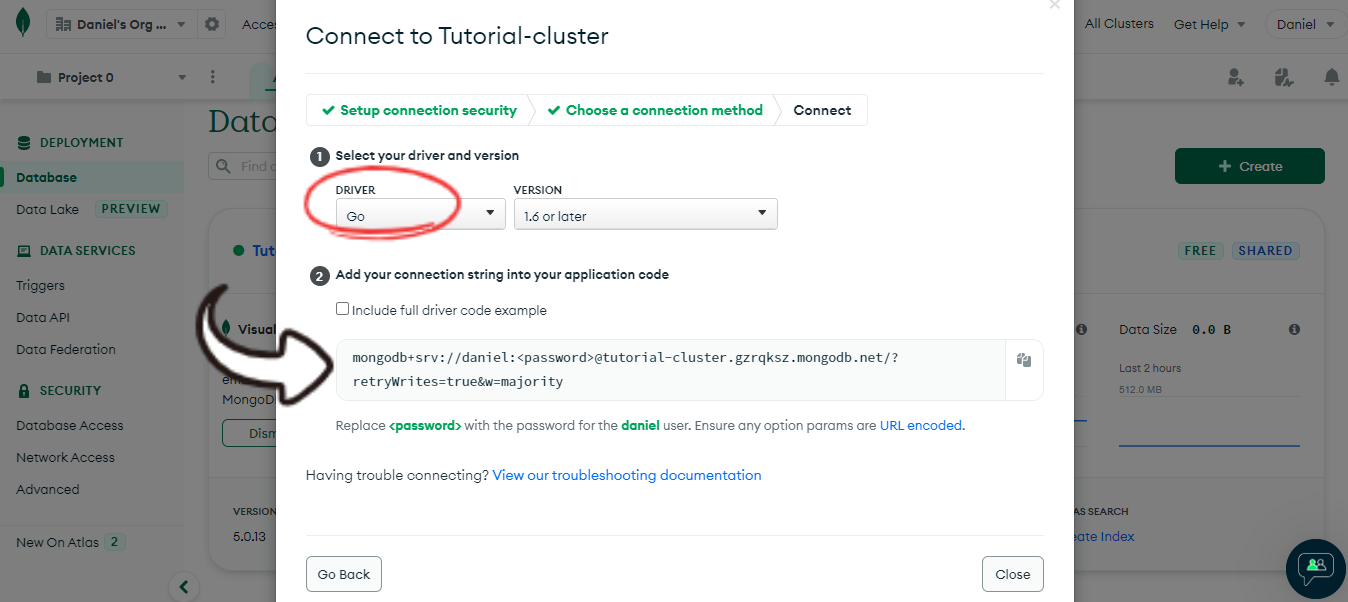 Daniel's Org ...
Acce
All Clusters
Get Help
Daniel
Project 0
Data
Find
Create
DEPLOYMENT
Database
Data Lake
PREVIEW
DATA SERVICES
Triggers
Data API
Data Federation
SECURITY
Database Access
Network Access
Advanced
New On Atlas 2
Connect to Tutorial-cluster
Setup connection security
Choose a connection method
Connect
1 Select your driver and version
DRIVER
VERSION
Go
1.6 or later
2 Add your connection string into your application code
Include full driver code example
mongodb+srv://daniel:<password>@tutorial-cluster.gzrqksz.mongodb.net/?
retryWrites=true&w=majority
Replace <password> with the password for the daniel user. Ensure any option params are URL encoded.
Having trouble connecting? View our troubleshooting documentation
Go Back
Close
Tut
Visual
MongoD
Dism
VERSION
5.0.13
FREE
SHARED
Data Size 0.0 B
Last 2 hours
512.0 MB
AS SEARCH
eate Index